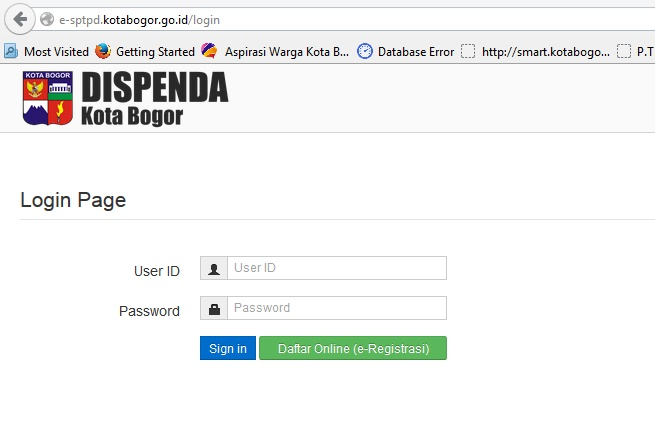 e-sptpd.kotabogor.go.id/login
Most Visited Getting Started Aspirasi Warga Kota B... Database Error http://smart.kotabogo... P.T
KOTA BOGOR
DISPENDA
Kota Bogor
Login Page
User ID User ID
Password Password
Sign in Daftar Online (e-Registrasi)